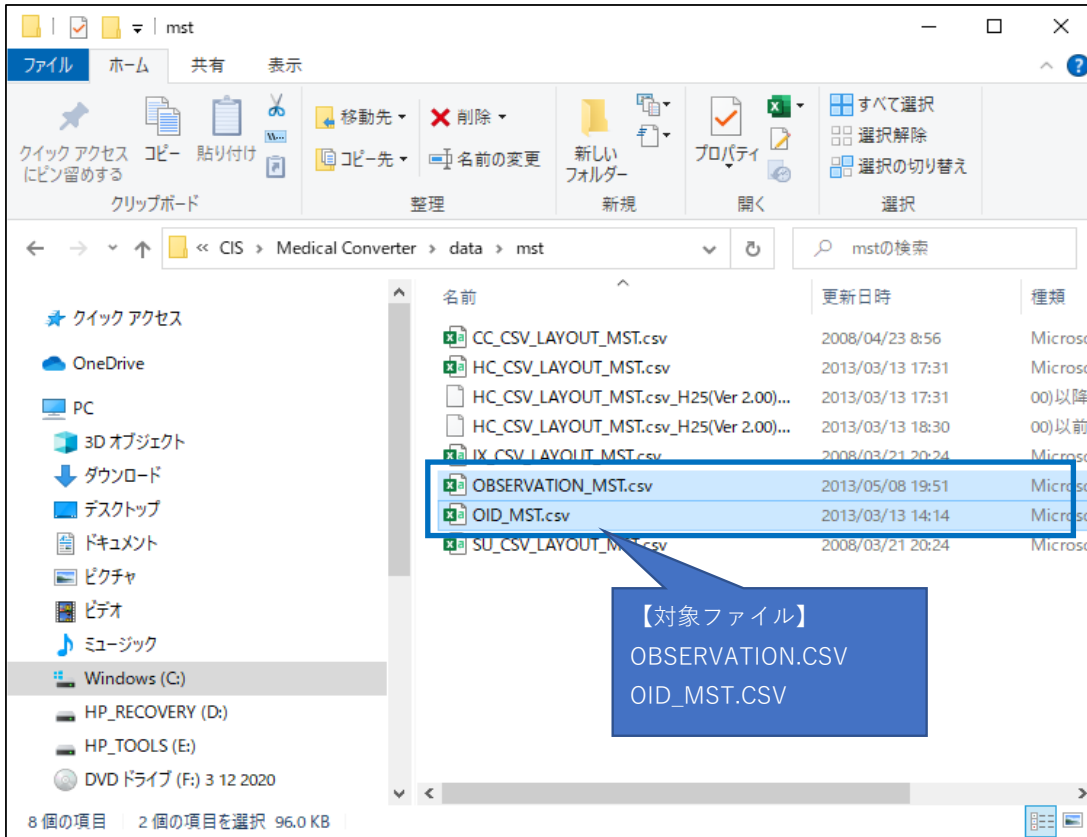 mst
ファイル ホーム 共有 表示
クイック アクセス
にピン留めする
コピー 貼り付け
移動先 削除
コピー先 名前の変更
新しい
フォルダー
プロパティ
すべて選択
選択解除
選択の切り替え
クリップボード 整理 新規 開く 選択
« CIS › Medical Converter › data › mst
mstの検索
名前 更新日時 種類
クイック アクセス
OneDrive
PC
3D オブジェクト
ダウンロード
デスクトップ
ドキュメント
ピクチャ
ビデオ
ミュージック
Windows (C:)
HP_RECOVERY (D:)
HP_TOOLS (E:)
DVD ドライブ (F:) 3 12 2020
CC_CSV_LAYOUT_MST.csv 2008/04/23 8:56 Microso
HC_CSV_LAYOUT_MST.csv 2013/03/13 17:31 Microso
HC_CSV_LAYOUT_MST.csv_H25(Ver 2.00)... 2013/03/13 17:31 00)以降
HC_CSV_LAYOUT_MST.csv_H25(Ver 2.00)... 2013/03/13 18:30 00)以前
IX_CSV_LAYOUT_MST.csv 2008/03/21 20:24 Microso
OBSERVATION_MST.csv 2013/05/08 19:51 Microso
OID_MST.csv 2013/03/13 14:14 Microso
SU_CSV_LAYOUT_MST.csv 2008/03/21 20:24 Microso
【対象ファイル】
OBSERVATION.CSV
OID_MST.CSV
8 個の項目 2 個の項目を選択 96.0 KB